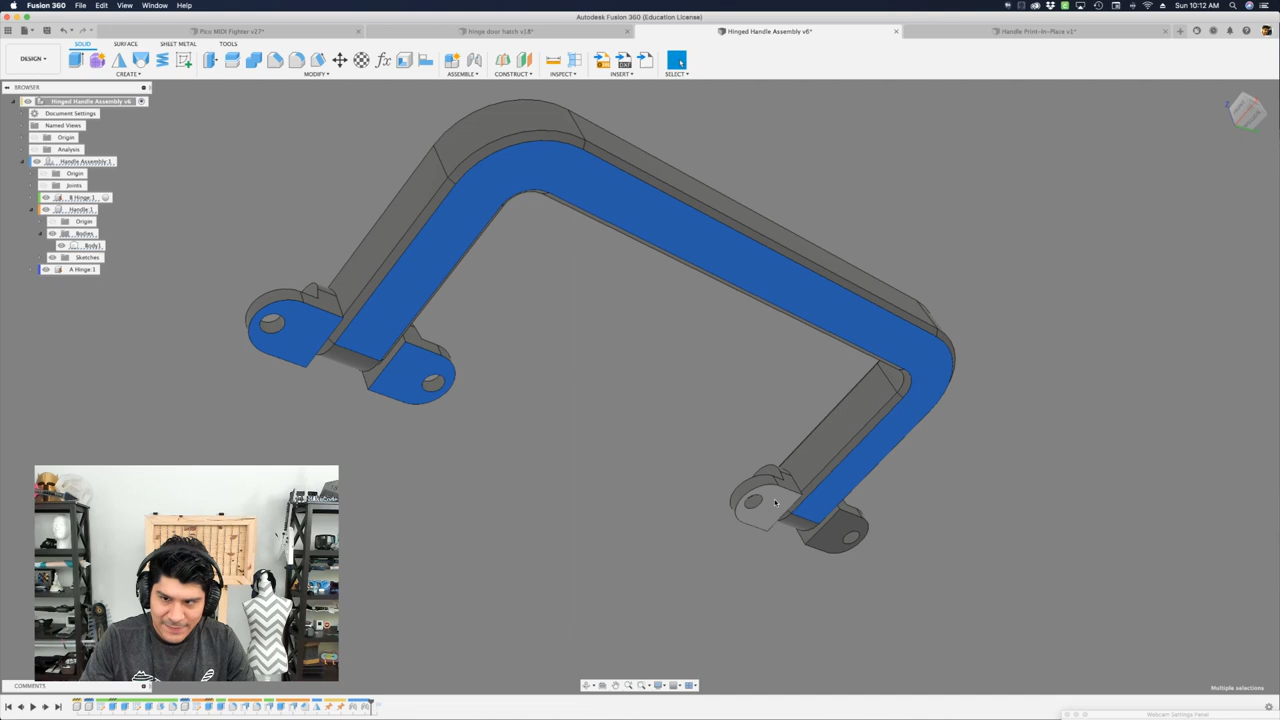 Fusion 360 File Edit View Window Help
Sun 10:12 AM
Autodesk Fusion 360 (Education License)
Pico MIDI Fighter v27*
hinge door hatch v18*
Hinged Handle Assembly v6*
Handle Print-In-Place v1*
SOLID SURFACE SHEET METAL TOOLS
DESIGN
CREATE MODIFY ASSEMBLE CONSTRUCT INSPECT INSERT SELECT
BROWSER
Hinged Handle Assembly v6
Document Settings
Named Views
Origin
Analysis
Handle Assembly:1
Origin
Joints
B Hinge:1
Handle:1
Origin
Bodies
Body1
Sketches
A Hinge:1
COMMENTS
Multiple selections
Webcam Settings Panel